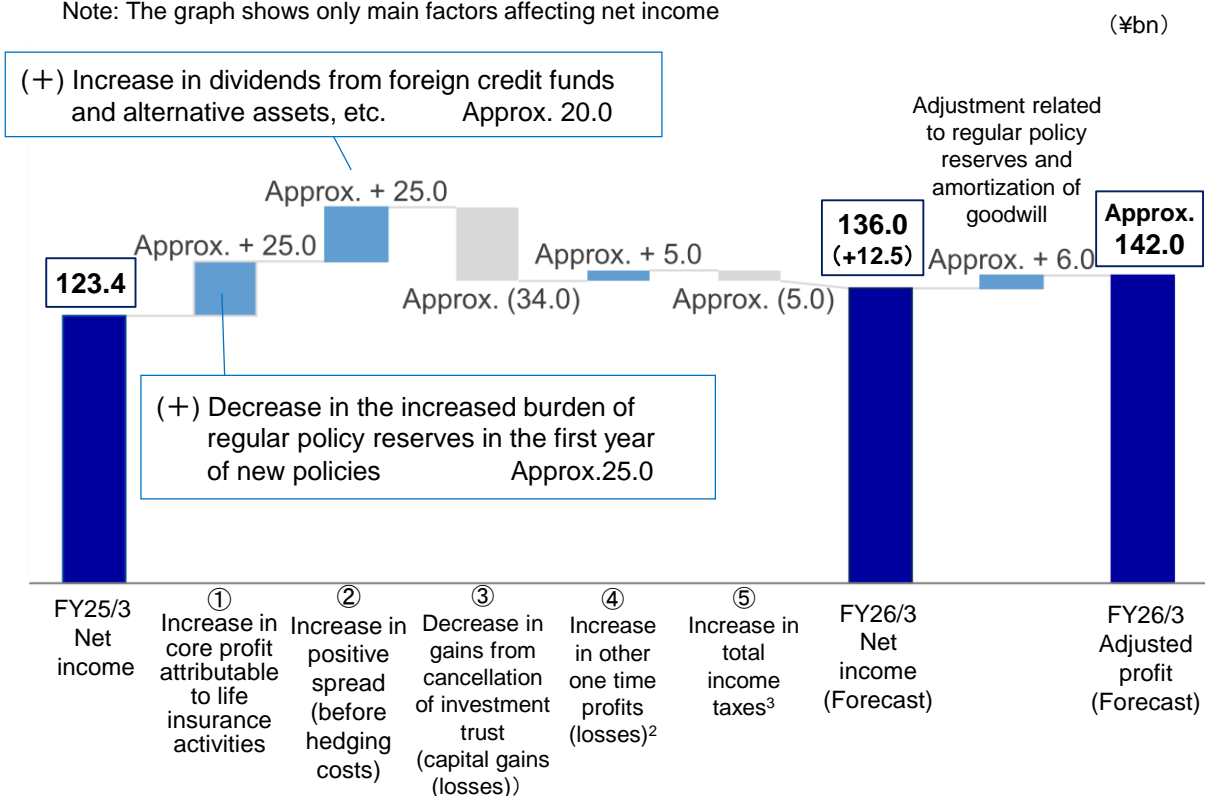 Note: The graph shows only main factors affecting net income
（¥bn）
(＋) Increase in dividends from foreign credit funds
and alternative assets, etc. Approx. 20.0
Adjustment related
to regular policy
reserves and
amortization of
goodwill
Approx. + 25.0
Approx. + 25.0
123.4
Approx. (34.0)
Approx. + 5.0
Approx. (5.0)
136.0
(+12.5)
Approx. + 6.0
Approx.
142.0
(＋) Decrease in the increased burden of
regular policy reserves in the first year
of new policies Approx.25.0
FY25/3
Net
income
①
Increase in
core profit
attributable
to life
insurance
activities
②
Increase in
positive
spread
(before
hedging
costs)
③
Decrease in
gains from
cancellation
of investment
trust
(capital gains
(losses)）
④
Increase
in other
one time
profits
(losses)²
⑤
Increase in
total
income
taxes³
FY26/3
Net
income
(Forecast)
FY26/3
Adjusted
profit
(Forecast)